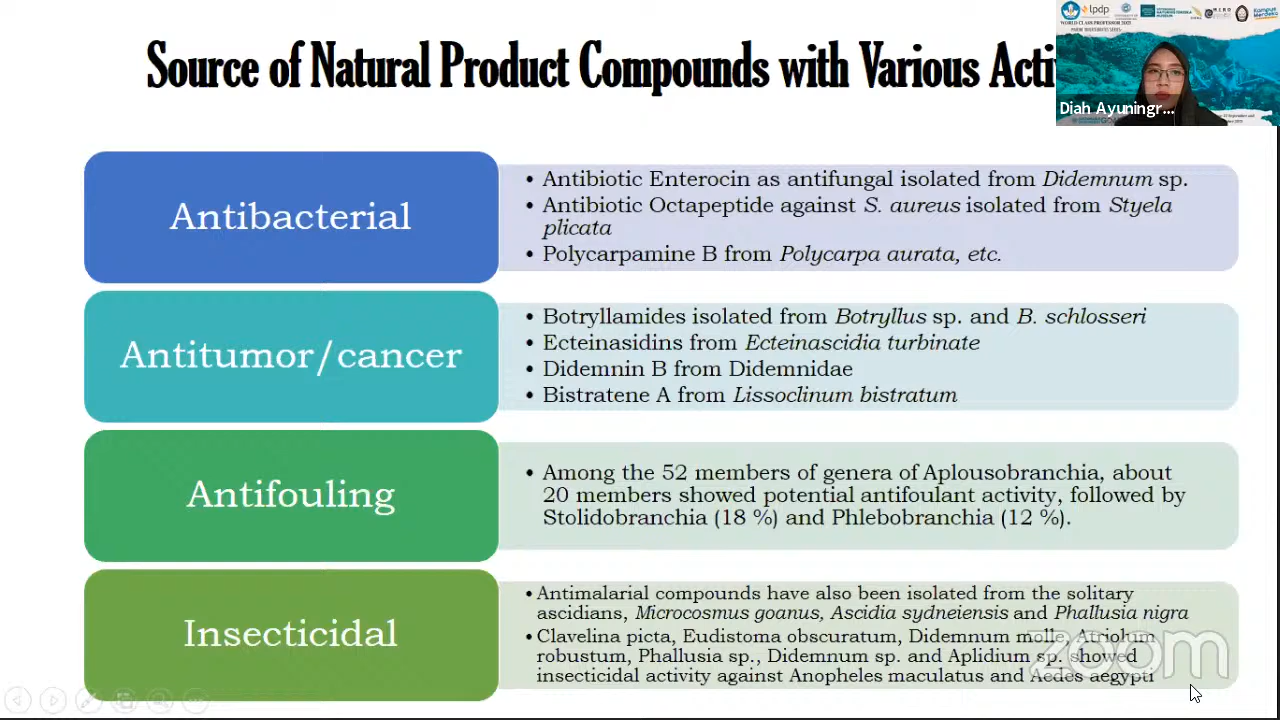 Source of Natural Product Compounds with Various Acti
lpdp
WORLD CLASS PROFESSOR 2021
Diah Ayuningr...
Antibacterial
• Antibiotic Enterocin as antifungal isolated from Didemnum sp.
• Antibiotic Octapeptide against S. aureus isolated from Styela
plicata
• Polycarpamine B from Polycarpa aurata, etc.
Antitumor/cancer
• Botryllamides isolated from Botryllus sp. and B. schlosseri
• Ecteinasidins from Ecteinascidia turbinate
• Didemnin B from Didemnidae
• Bistratene A from Lissoclinum bistratum
Antifouling
• Among the 52 members of genera of Aplousobranchia, about
20 members showed potential antifoulant activity, followed by
Stolidobranchia (18 %) and Phlebobranchia (12 %).
Insecticidal
• Antimalarial compounds have also been isolated from the solitary
ascidians, Microcosmus goanus, Ascidia sydneiensis and Phallusia nigra
• Clavelina picta, Eudistoma obscuratum, Didemnum molle, Atriolum
robustum, Phallusia sp., Didemnum sp. and Aplidium sp. showed
insecticidal activity against Anopheles maculatus and Aedes aegypti
zoom